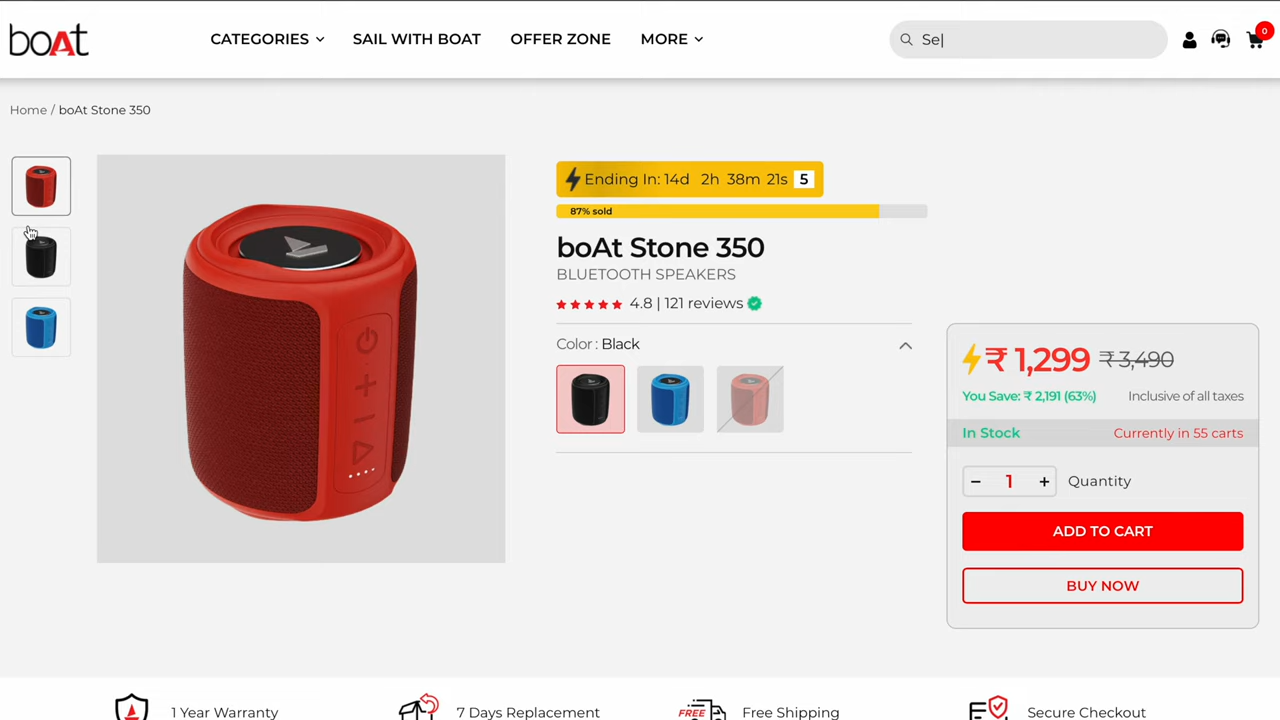 boAt
CATEGORIES
SAIL WITH BOAT
OFFER ZONE
MORE
Se
0
Home / boAt Stone 350
Ending In: 14d 2h 38m 21s 5
87% sold
boAt Stone 350
BLUETOOTH SPEAKERS
4.8 | 121 reviews
Color : Black
₹ 1,299 ₹ 3,490
You Save: ₹ 2,191 (63%) Inclusive of all taxes
In Stock Currently in 55 carts
− 1 + Quantity
ADD TO CART
BUY NOW
1 Year Warranty
7 Days Replacement
FREE
Free Shipping
Secure Checkout